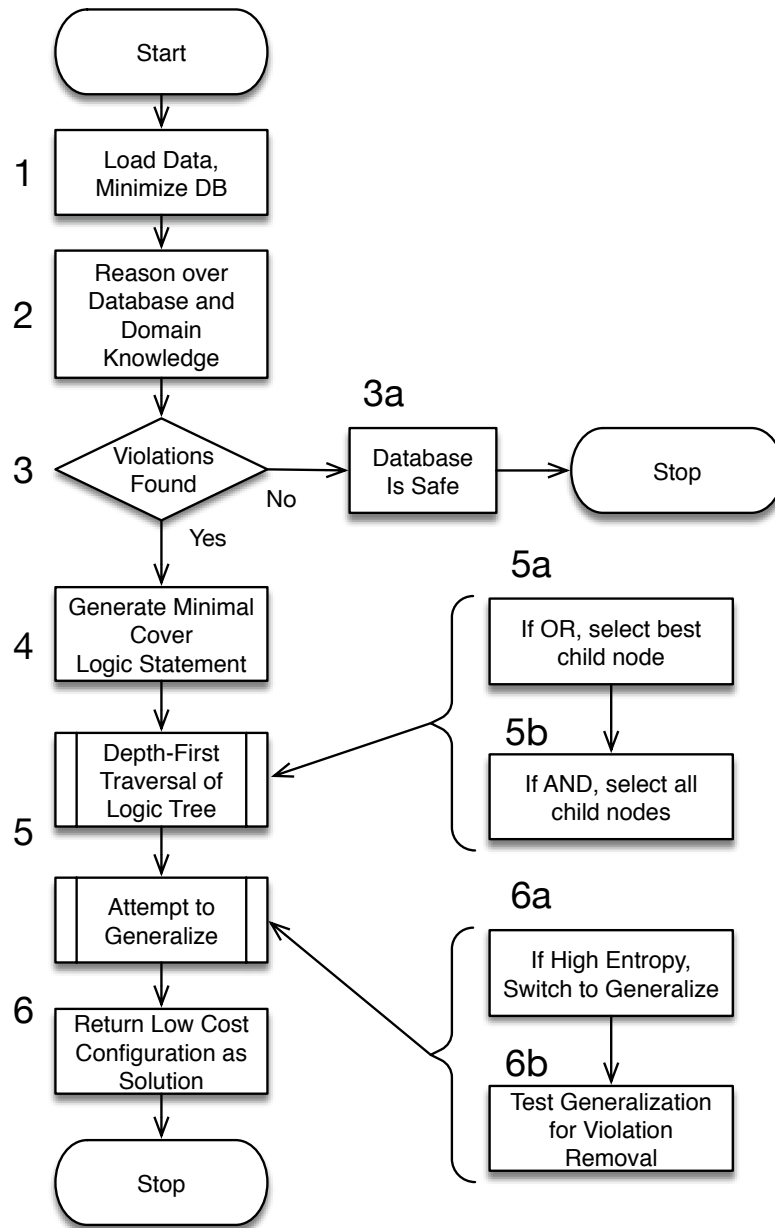 Start
1
Load Data,
Minimize DB
2
Reason over
Database and
Domain
Knowledge
3
Violations
Found
No
Yes
3a
Database
Is Safe
Stop
4
Generate Minimal
Cover
Logic Statement
5
Depth-First
Traversal of
Logic Tree
5a
If OR, select best
child node
5b
If AND, select all
child nodes
Attempt to
Generalize
6a
If High Entropy,
Switch to Generalize
6b
Test Generalization
for Violation
Removal
6
Return Low Cost
Configuration as
Solution
Stop